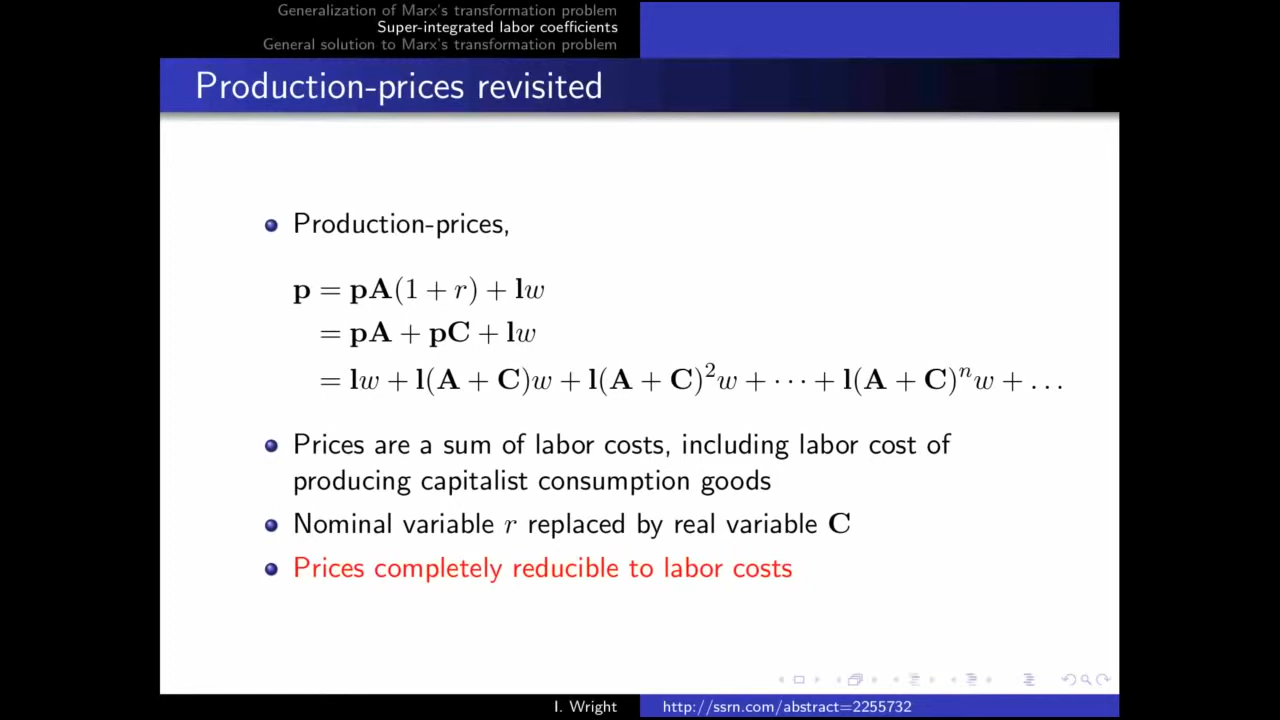 Generalization of Marx's transformation problem
Super-integrated labor coefficients
General solution to Marx's transformation problem
Production-prices revisited
Production-prices,
p = pA(1 + r) + lw
= pA + pC + lw
= lw + l(A + C)w + l(A + C)²w + ⋯ + l(A + C)ⁿw + …
Prices are a sum of labor costs, including labor cost of
producing capitalist consumption goods
Nominal variable r replaced by real variable C
Prices completely reducible to labor costs
I. Wright http://ssrn.com/abstract=2255732